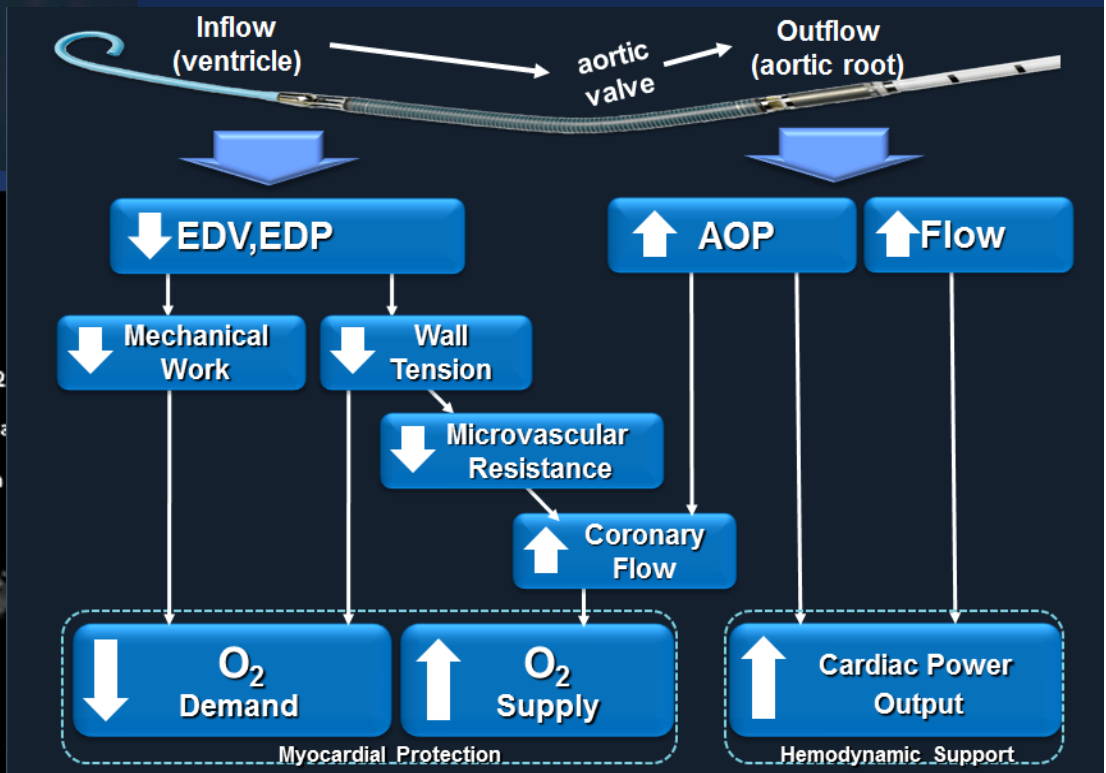 Inflow
(ventricle)
aortic
valve
Outflow
(aortic root)
EDV,EDP
AOP
Flow
Mechanical
Work
Wall
Tension
Microvascular
Resistance
Coronary
Flow
O₂
Demand
O₂
Supply
Cardiac Power
Output
Myocardial Protection
Hemodynamic Support